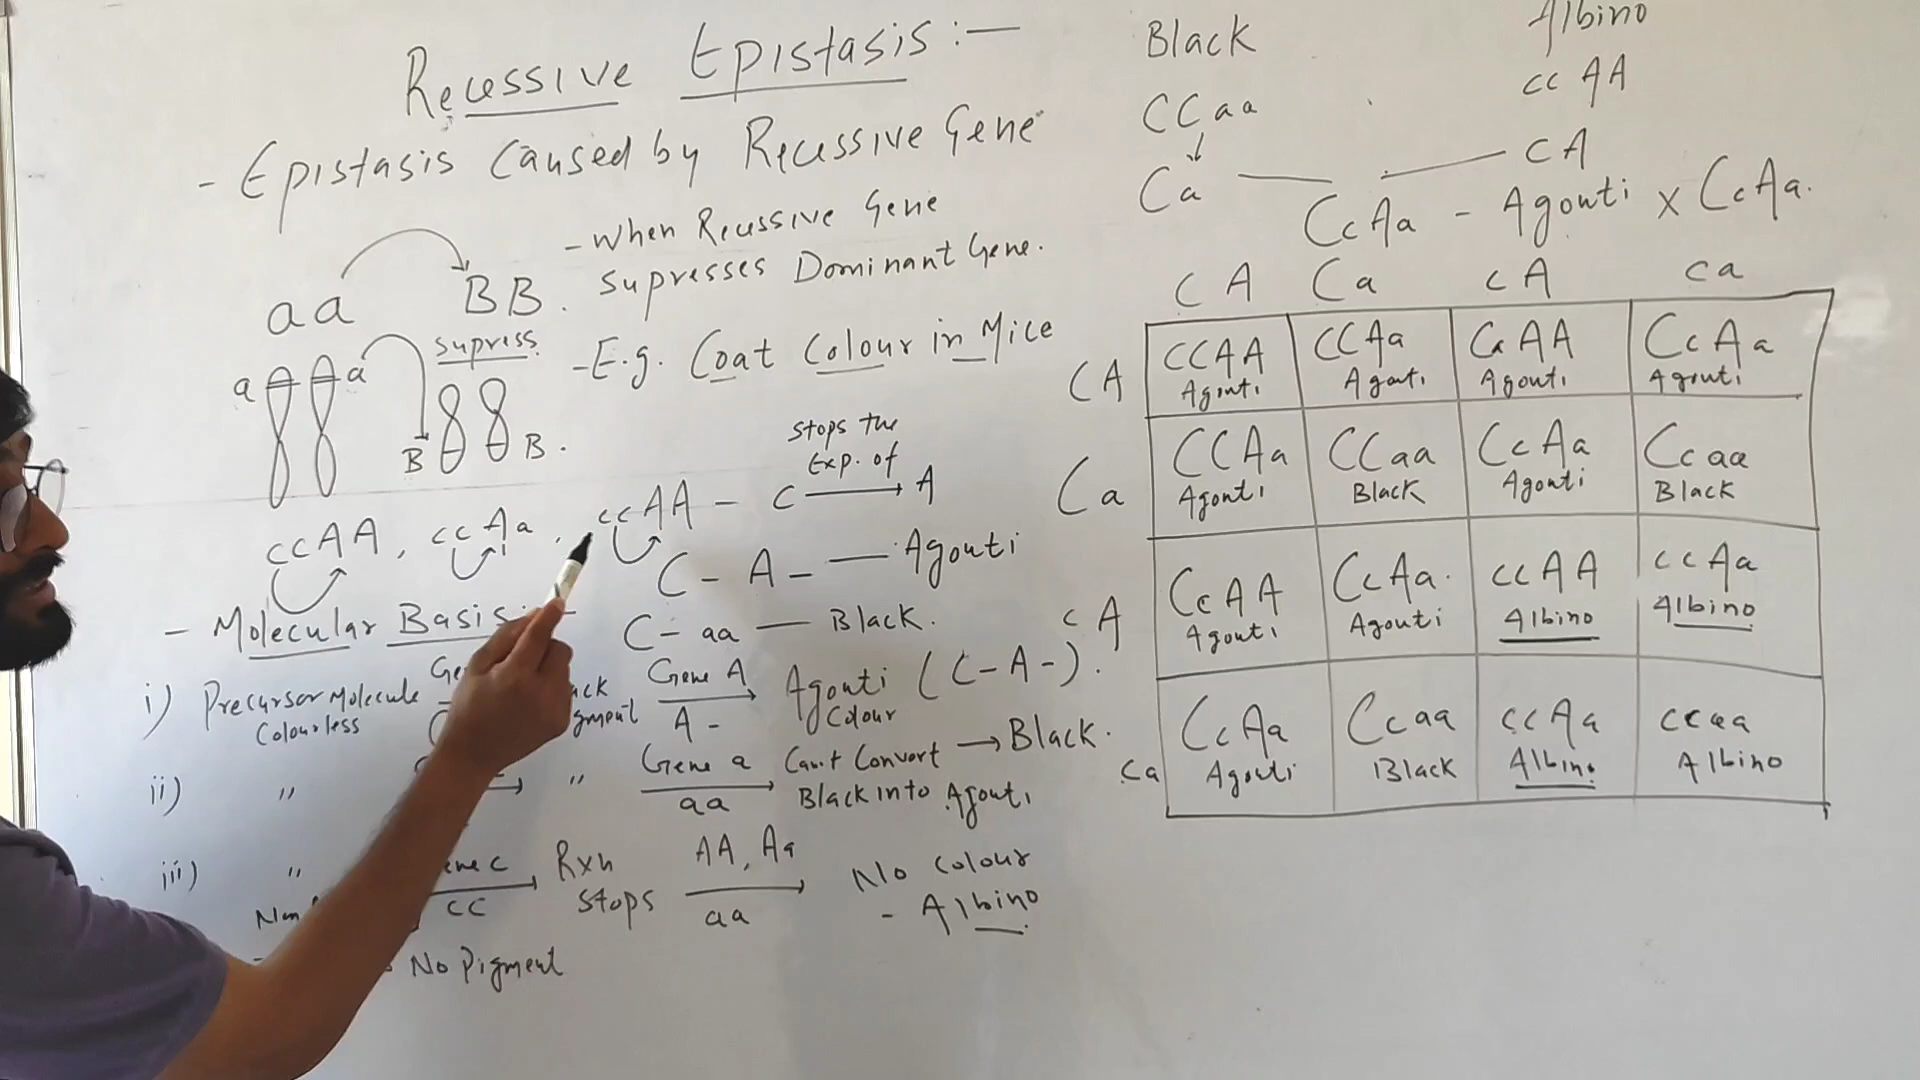 Recessive Epistasis:-
- Epistasis Caused by Recessive Gene
- When Recessive Gene
supresses Dominant Gene.
aa BB.
supress
- E.g. Coat Colour in Mice
a a
B B.
stops the
Exp. of
ccAA, ccAa, ccAA - C → A
C- A- — Agouti
- Molecular Basis:-
C- aa — Black.
i) Precursor Molecule Gene A Agouti (C-A-).
Colourless A- Colour
ii) " " Gene a Can't Convert → Black.
aa Black into Agouti
iii) " Rxn AA, Aa No Colour
cc stops aa - Albino
No Pigment
Black Albino
CCaa ccAA
Ca cA
CcAa - Agouti x CcAa.
CA Ca cA ca
CA CCAA CCAa CcAA CcAa
Agouti Agouti Agouti Agouti
Ca CCAa CCaa CcAa Ccaa
Agouti Black Agouti Black
cA CcAA CcAa. ccAA ccAa
Agouti Agouti Albino Albino
ca CcAa Ccaa ccAa ccaa
Agouti Black Albino Albino